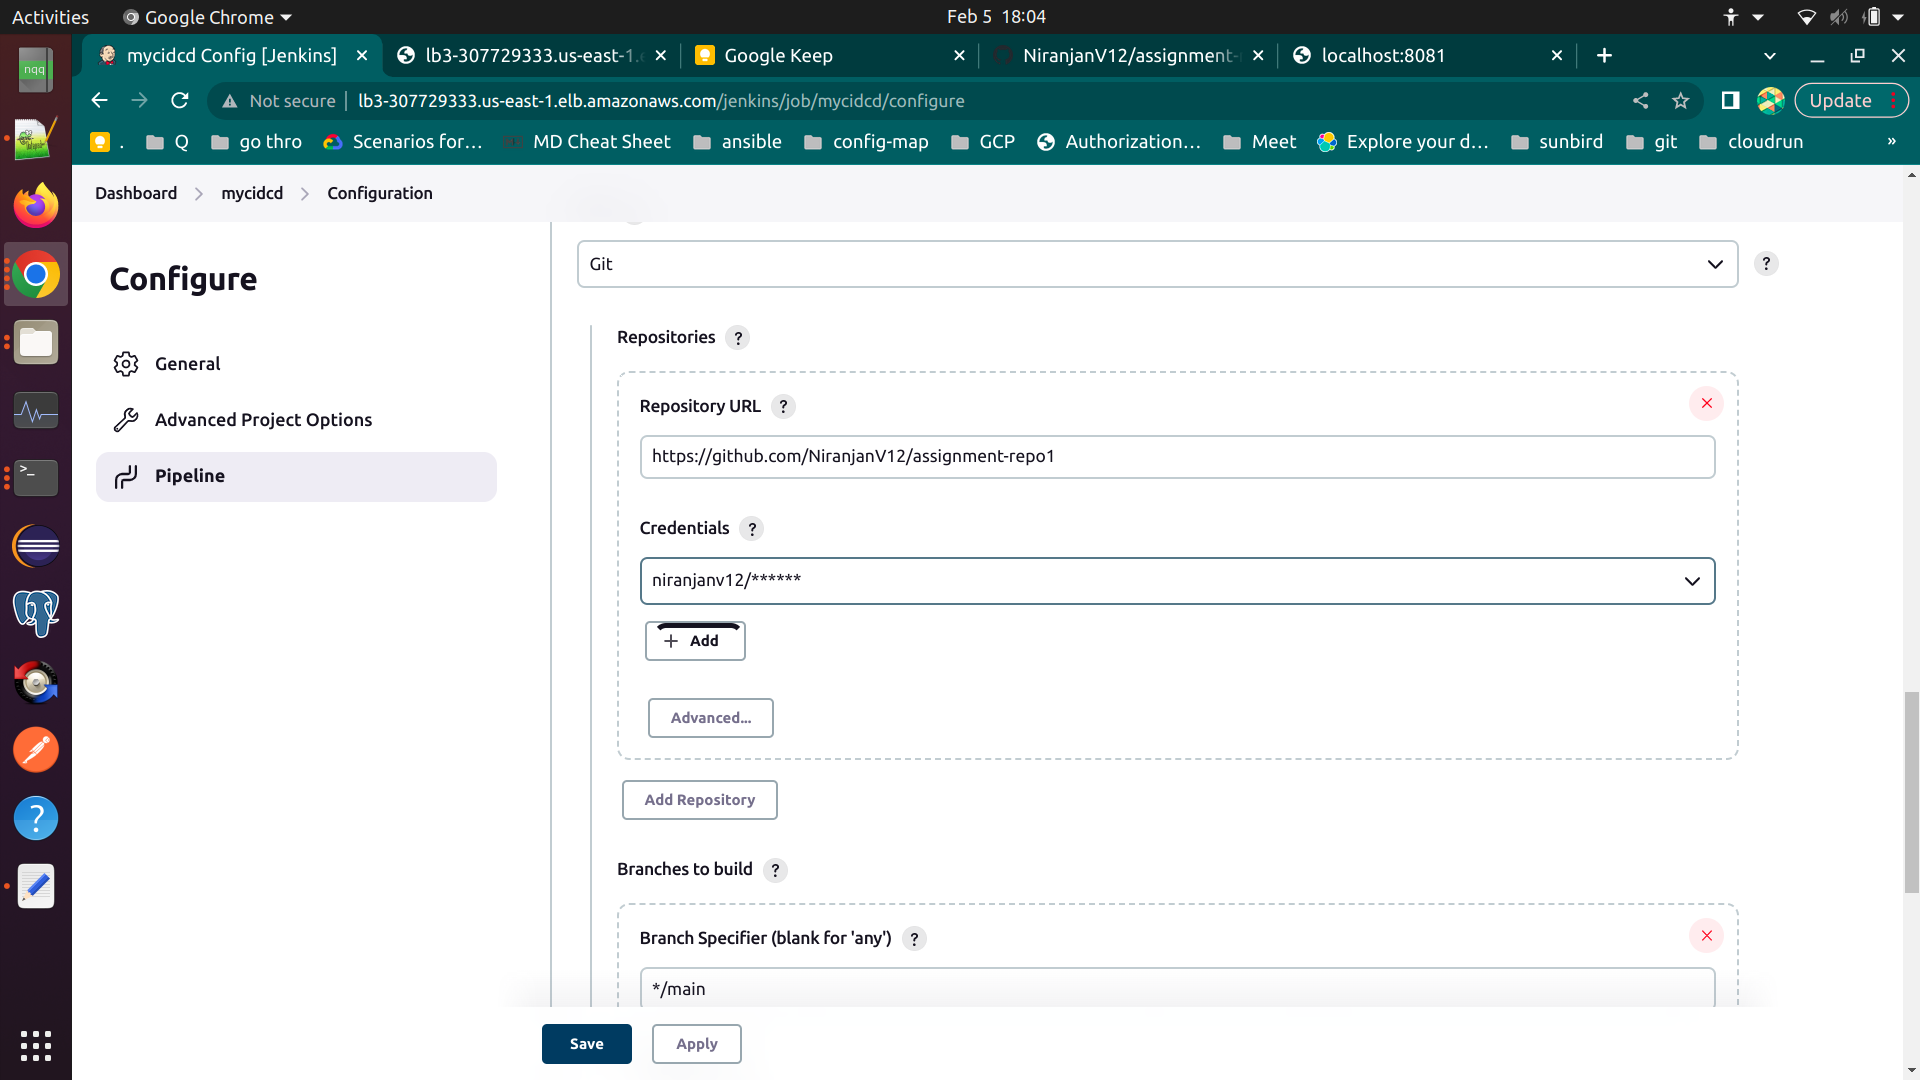 Activities Google Chrome Feb 5 18:04
nqq
mycidcd Config [Jenkins] lb3-307729333.us-east-1. Google Keep NiranjanV12/assignment- localhost:8081
Not secure lb3-307729333.us-east-1.elb.amazonaws.com/jenkins/job/mycidcd/configure Update
. Q go thro Scenarios for... MD Cheat Sheet ansible config-map GCP Authorization... Meet Explore your d... sunbird git cloudrun »
Dashboard mycidcd Configuration
Configure
General
Advanced Project Options
Pipeline
Git ?
Repositories ?
Repository URL ?
https://github.com/NiranjanV12/assignment-repo1
Credentials ?
niranjanv12/******
+ Add
Advanced...
Add Repository
Branches to build ?
Branch Specifier (blank for 'any') ?
*/main
Save Apply